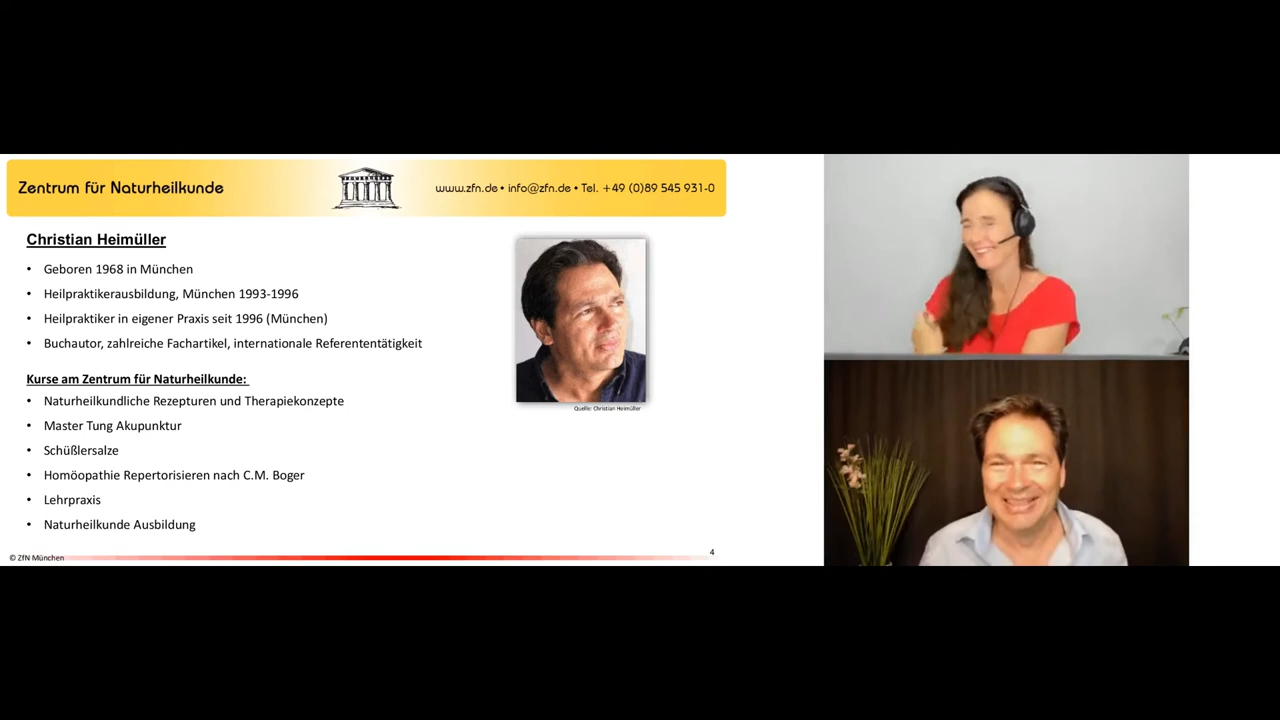 Zentrum für Naturheilkunde
www.zfn.de • info@zfn.de • Tel. +49 (0)89 545 931-0
Christian Heimüller
• Geboren 1968 in München
• Heilpraktikerausbildung, München 1993-1996
• Heilpraktiker in eigener Praxis seit 1996 (München)
• Buchautor, zahlreiche Fachartikel, internationale Referententätigkeit
Quelle: Christian Heimüller
Kurse am Zentrum für Naturheilkunde:
• Naturheilkundliche Rezepturen und Therapiekonzepte
• Master Tung Akupunktur
• Schüßlersalze
• Homöopathie Repertorisieren nach C.M. Boger
• Lehrpraxis
• Naturheilkunde Ausbildung
© ZfN München
4